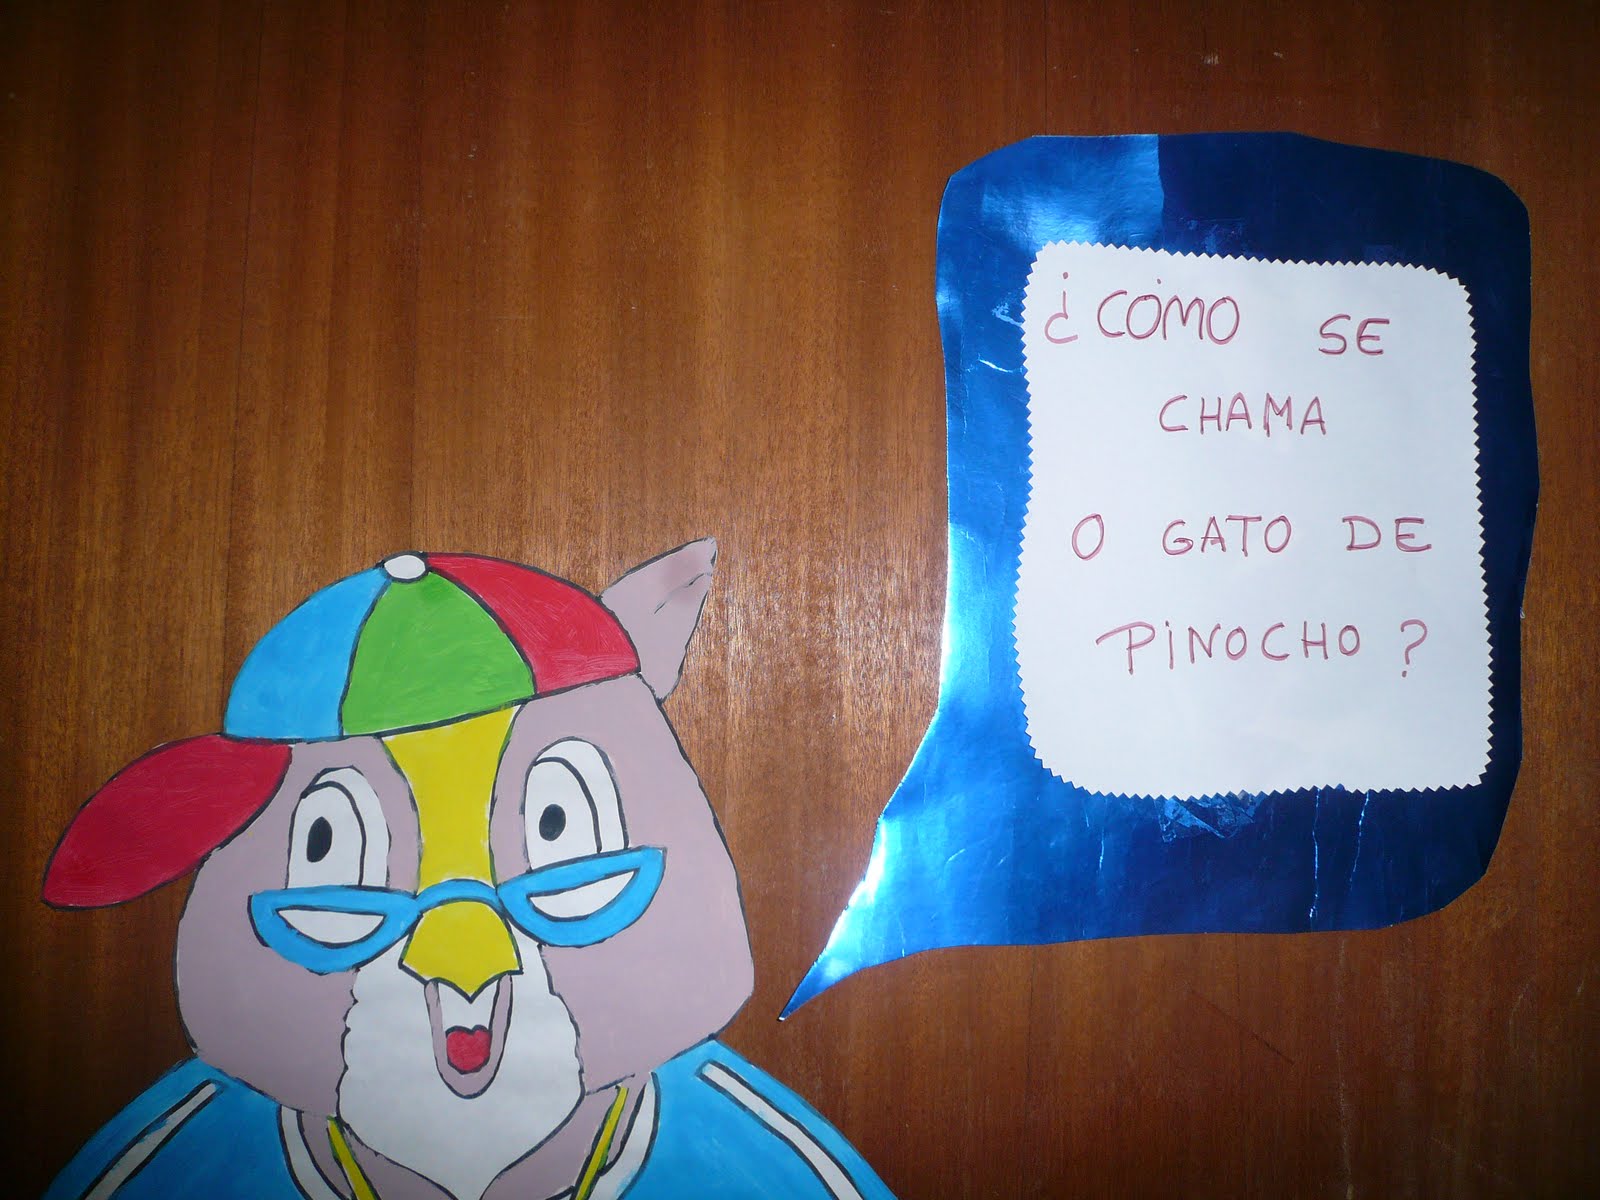 ¿CÓMO SE
CHAMA
O GATO DE
PINOCHO?